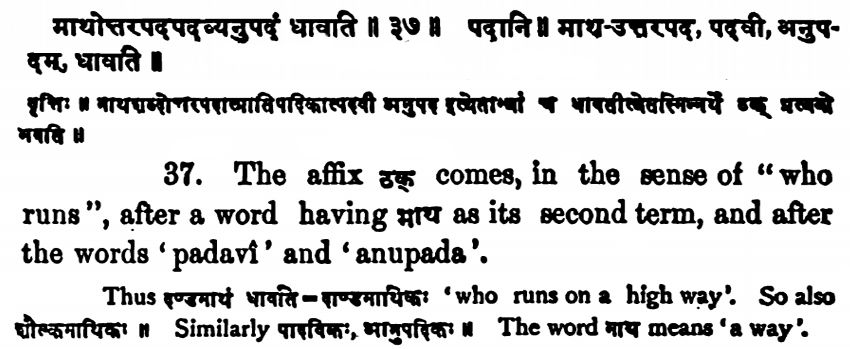 माथोत्तरपदपदव्यनुपदं धावति ॥ ३७ ॥ पदानि ॥ माथ-उत्तरपद, पदवी, अनुप-
दम्, धावति ॥
वृत्तिः ॥ माथशब्दोत्तरपदात्प्रातिपदिकात्पदवी अनुपद इत्येताभ्यां च धावतीत्येतस्मिन्नर्थे ठक् प्रत्ययो
भवति ॥
37. The affix ठक् comes, in the sense of “who
runs”, after a word having माथ as its second term, and after
the words ‘padavî’ and ‘anupada’.
Thus दण्डमाथं धावति = दाण्डमाथिकः ‘who runs on a high way’. So also
शौल्कमाथिकः ॥ Similarly पादविकः, आनुपदिकः ॥ The word माथ means ‘a way’.